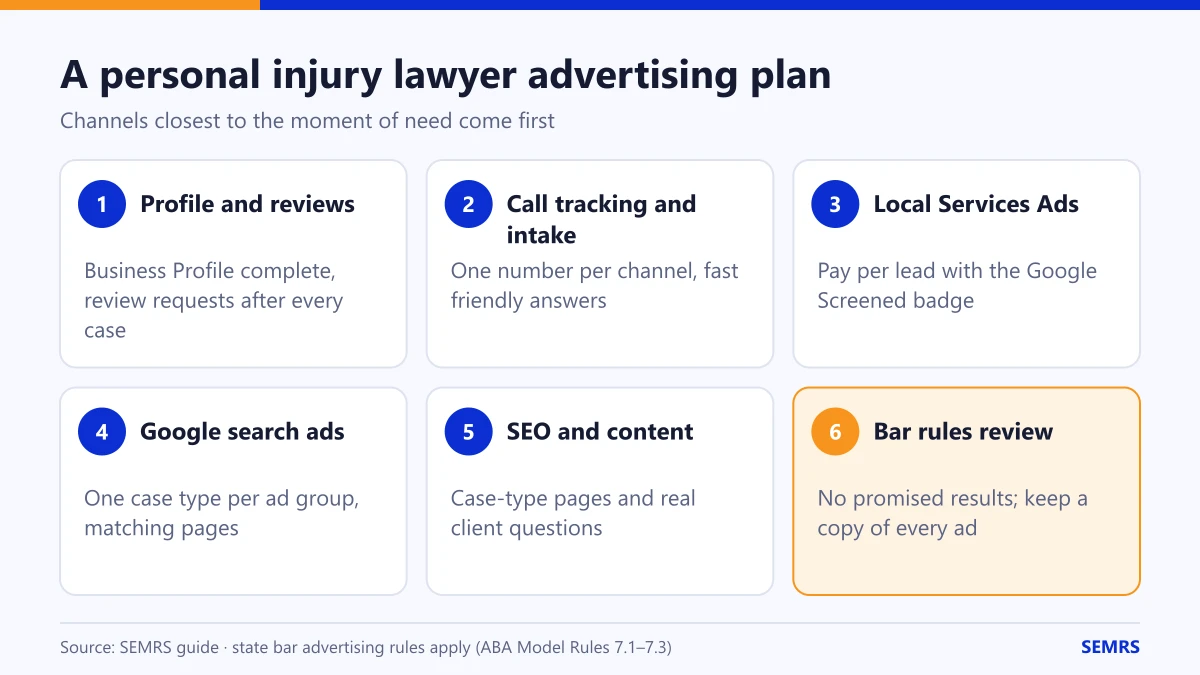 A personal injury lawyer advertising plan
Channels closest to the moment of need come first
1
Profile and reviews
Business Profile complete,
review requests after every
case
2
Call tracking and
intake
One number per channel, fast
friendly answers
3
Local Services Ads
Pay per lead with the Google
Screened badge
4
Google search ads
One case type per ad group,
matching pages
5
SEO and content
Case-type pages and real
client questions
6
Bar rules review
No promised results; keep a
copy of every ad
Source: SEMRS guide · state bar advertising rules apply (ABA Model Rules 7.1–7.3)
SEMRS